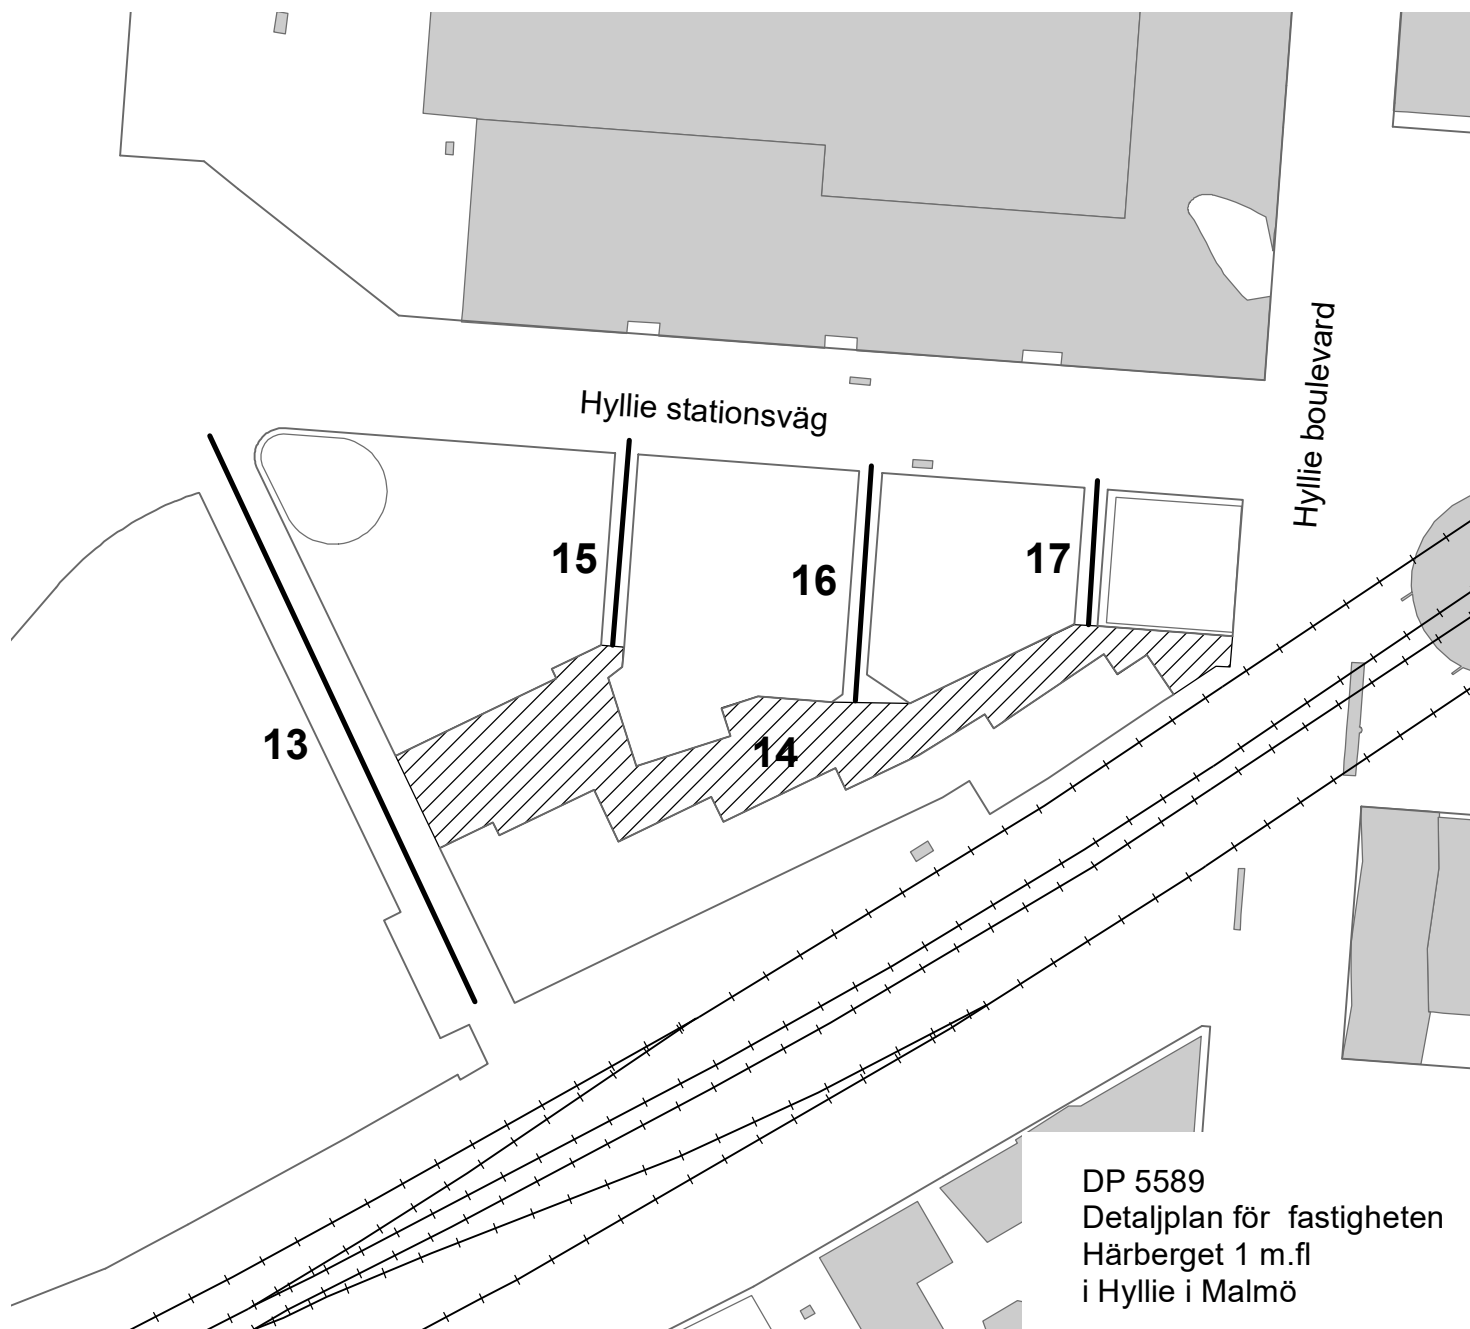 Hyllie stationsväg
Hyllie boulevard
15
16
17
13
14
DP 5589
Detaljplan för  fastigheten
Härberget 1 m.fl
i Hyllie i Malmö